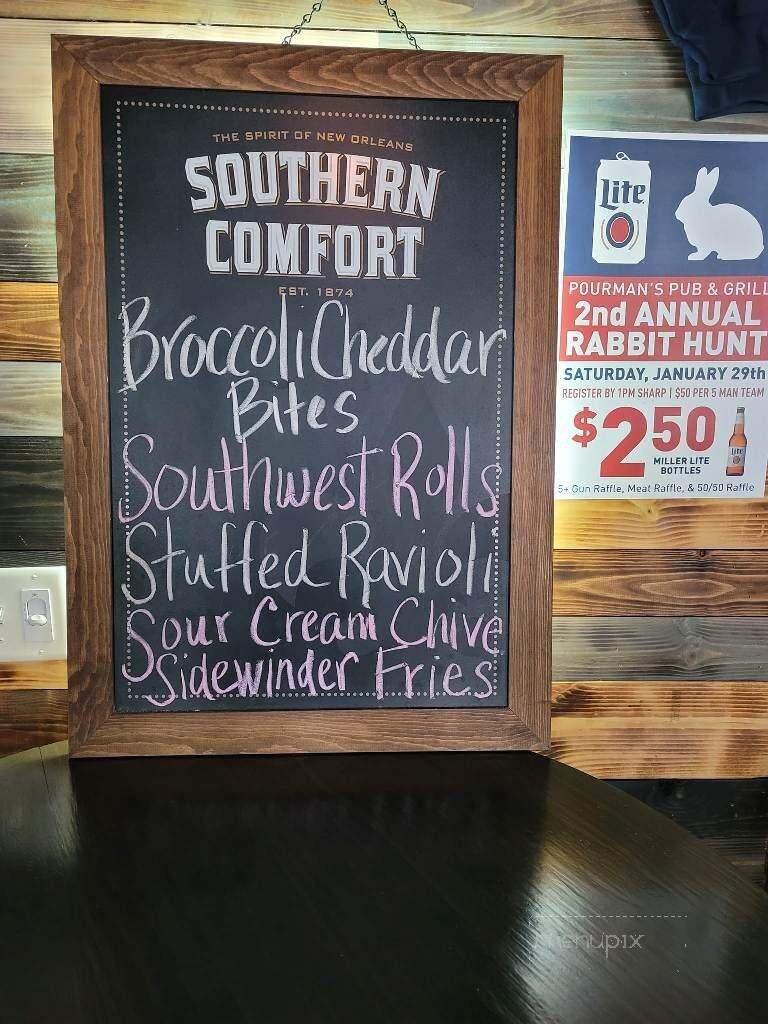 THE SPIRIT OF NEW ORLEANS
SOUTHERN
COMFORT
EST. 1874
Broccoli Cheddar
Bites
Southwest Rolls
Stuffed Ravioli
Sour Cream Chive
Sidewinder Fries
Lite
POURMAN'S PUB & GRILL
2nd ANNUAL
RABBIT HUNT
SATURDAY, JANUARY 29th
REGISTER BY 1PM SHARP | $50 PER 5 MAN TEAM
$250
MILLER LITE
BOTTLES
Lite
5+ Gun Raffle, Meat Raffle, & 50/50 Raffle
menupix